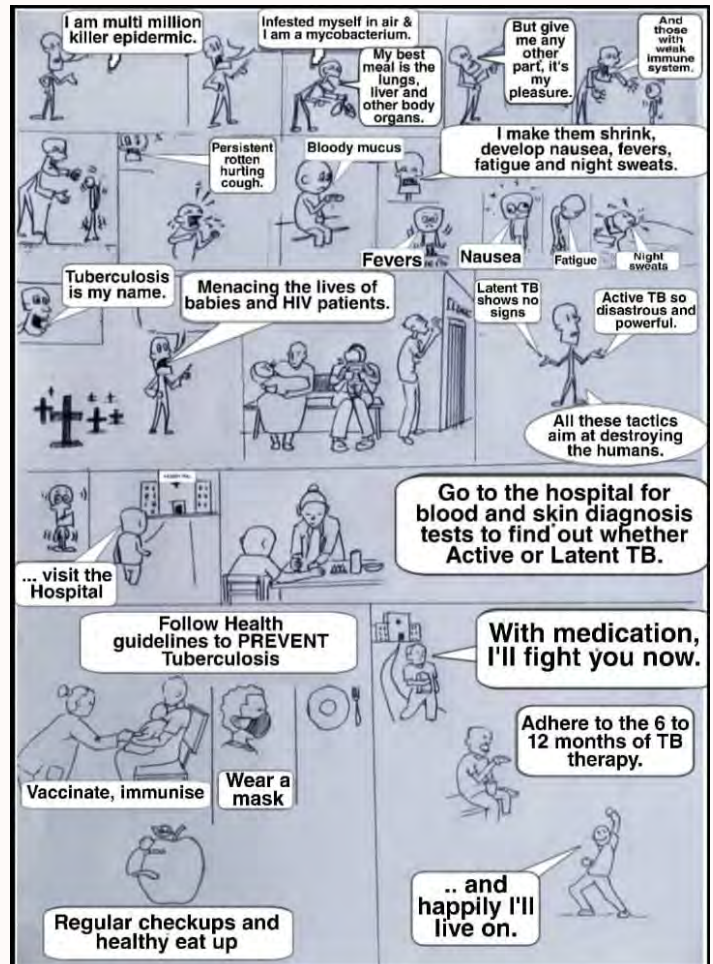 I am multi million
killer epidermic.
Infested myself in air &
I am a mycobacterium.
My best
meal is the
lungs,
liver and
other body
organs.
But give
me any
other
part, it's
my
pleasure.
And
those
with
weak
immune
system.
Persistent
rotten
hurting
cough.
Bloody mucus
I make them shrink,
develop nausea, fevers,
fatigue and night sweats.
Fevers
Nausea
Fatigue
Night
sweats
Tuberculosis
is my name.
Menacing the lives of
babies and HIV patients.
CLINIC
Latent TB
shows no
signs
Active TB so
disastrous and
powerful.
All these tactics
aim at destroying
the humans.
... visit the
Hospital
Go to the hospital for
blood and skin diagnosis
tests to find out whether
Active or Latent TB.
Follow Health
guidelines to PREVENT
Tuberculosis
Vaccinate, immunise
Wear a
mask
Regular checkups and
healthy eat up
With medication,
I'll fight you now.
Adhere to the 6 to
12 months of TB
therapy.
.. and
happily I'll
live on.